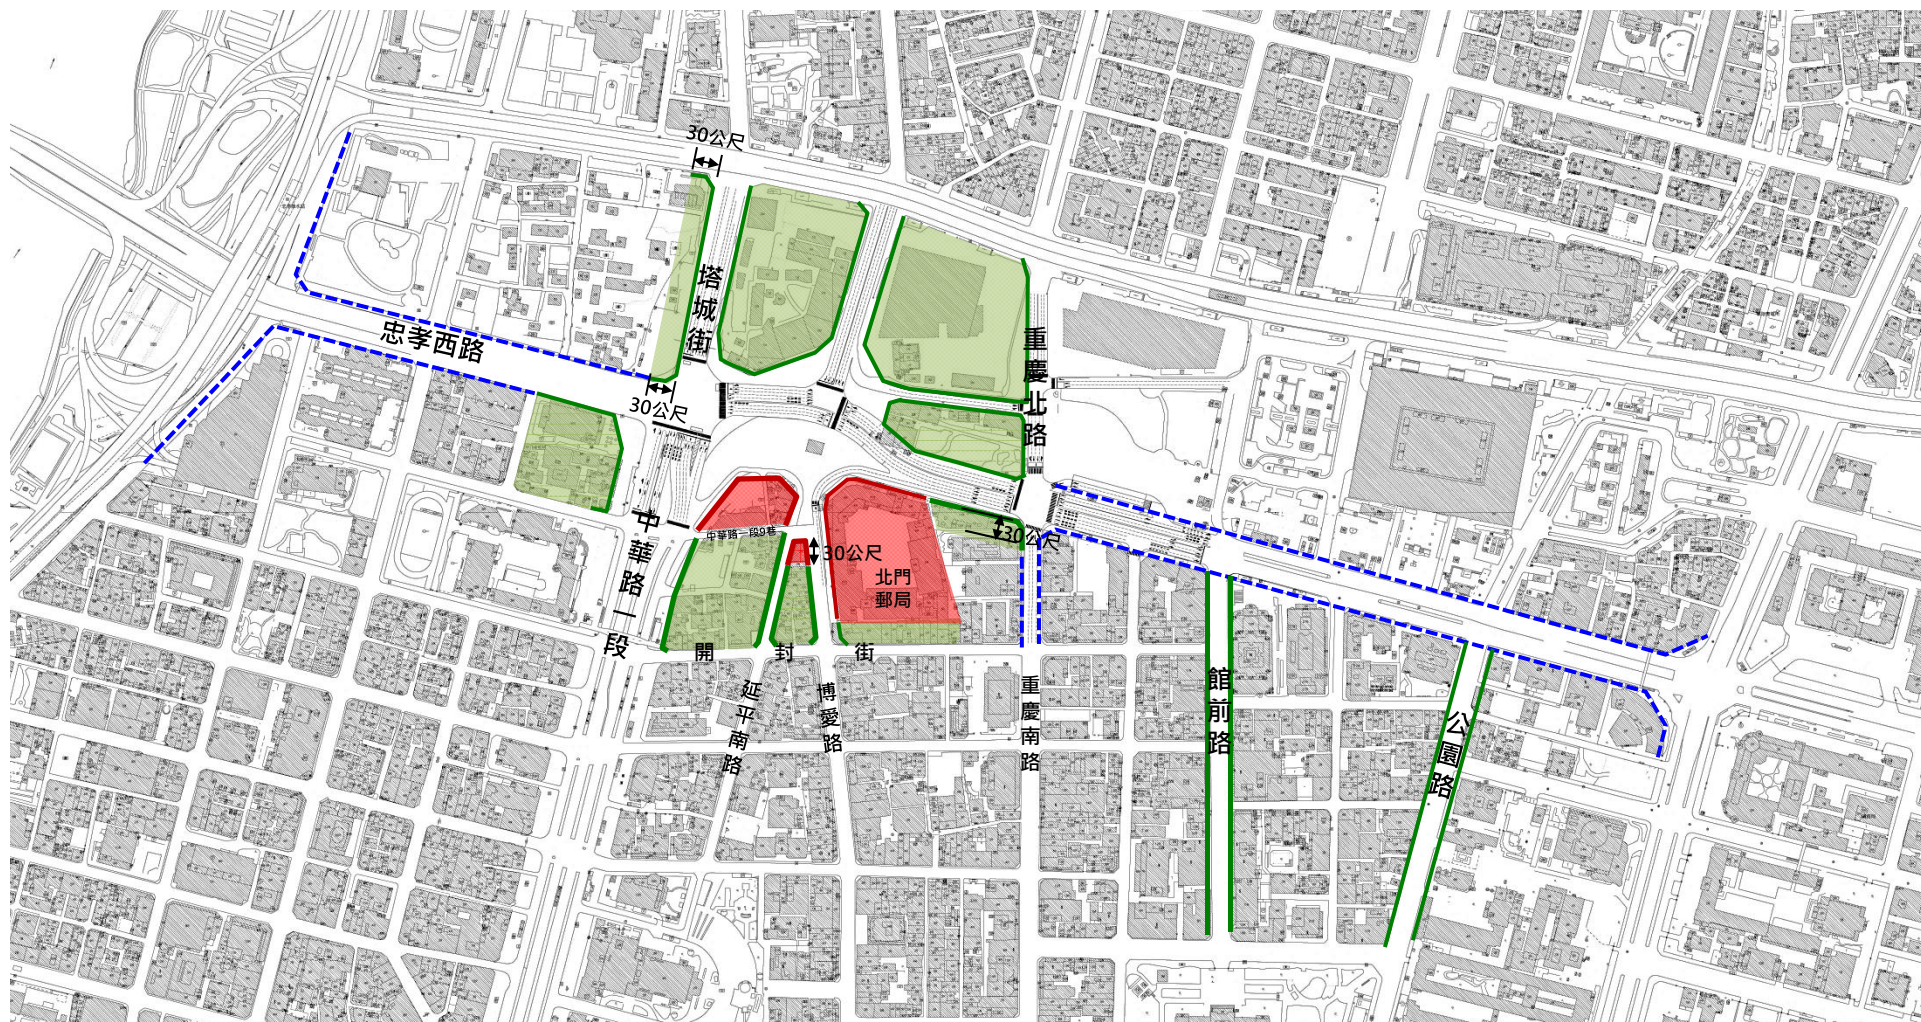 30公尺
塔城街
忠孝西路
重慶北路
30公尺
中華路一段
中華路一段9巷
30公尺
30公尺
北門
郵局
開封街
延平南路
博愛路
重慶南路
館前路
公園路